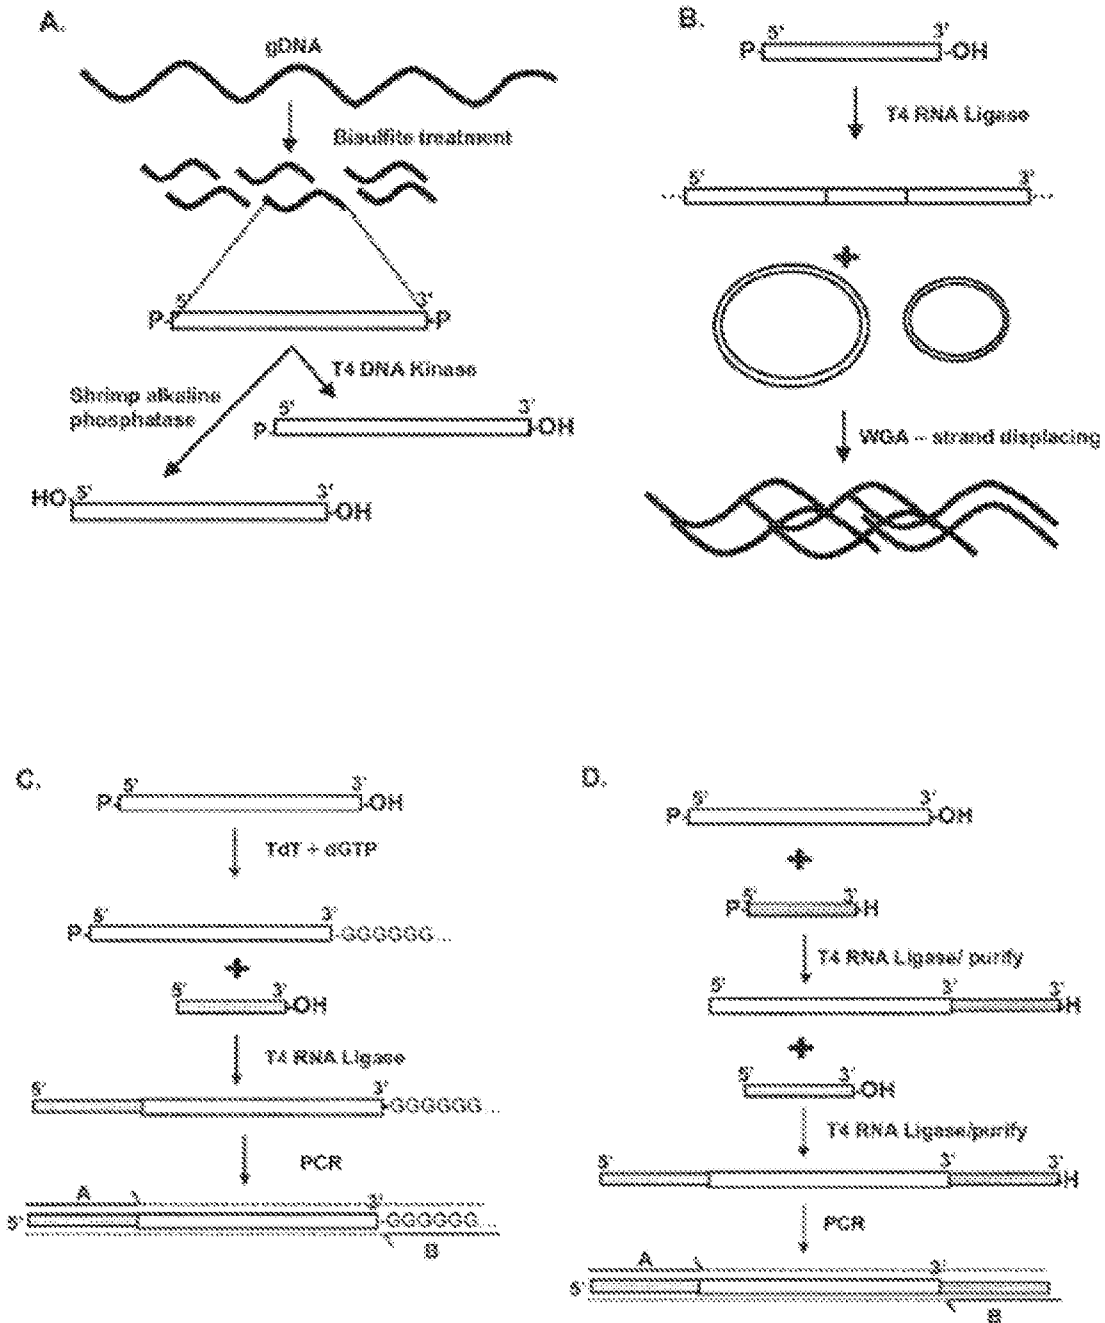 A.
gDNA
Bisulfite treatment
5' 3'
P P
T4 DNA Kinase
Shrimp alkaline
phosphatase
5' 3'
P OH
HO 5' 3'
OH
B.
5' 3'
P -OH
T4 RNA Ligase
5' 3'
+
WGA – strand displacing
C.
5' 3'
P -OH
TdT + dGTP
5' 3'
P -GGGGGG...
+
5' 3'
-OH
T4 RNA Ligase
5' 3'
GGGGGG...
PCR
A 3'
5' -GGGGGG...
B
D.
5' 3'
P -OH
+
5' 3'
P H
T4 RNA Ligase/ purify
5' 3' 3'
H
+
5' 3'
-OH
T4 RNA Ligase/purify
5' 3' 3'
H
PCR
A 3'
5'
B